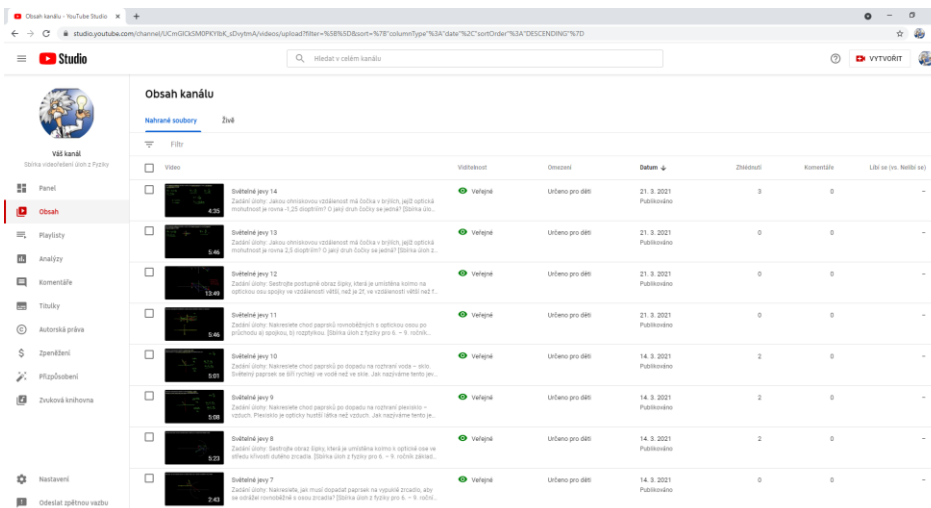 Obsah kanálu - YouTube Studio
studio.youtube.com/channel/UCmGICkSM0PKYIbK_sDvytmA/videos/upload?filter=%5B%5D&sort=%7B"columnType"%3A"date"%2C"sortOrder"%3A"DESCENDING"%7D
Studio
Hledat v celém kanálu
VYTVOŘIT
Obsah kanálu
Nahrané soubory Živě
Filtr
Váš kanál
Sbírka videořešení úloh z Fyziky
Panel
Obsah
Playlisty
Analýzy
Komentáře
Titulky
Autorská práva
Zpeněžení
Přizpůsobení
Zvuková knihovna
Nastavení
Odeslat zpětnou vazbu
Video Viditelnost Omezení Datum Zhlédnutí Komentáře Líbí se (vs. Nelíbí se)
4:35
Světelné jevy 14 Veřejné Určeno pro děti 21. 3. 2021 3 0 –
Zadání úlohy: Jakou ohniskovou vzdálenost má čočka v brýlích, jejíž optická Publikováno
mohutnost je rovna -1,25 dioptriím? O jaký druh čočky se jedná? [Sbírka úlo...
5:46
Světelné jevy 13 Veřejné Určeno pro děti 21. 3. 2021 0 0 –
Zadání úlohy: Jakou ohniskovou vzdálenost má čočka v brýlích, jejíž optická Publikováno
mohutnost je rovna 2,5 dioptriím? O jaký druh čočky se jedná? [Sbírka úloh z...
13:49
Světelné jevy 12 Veřejné Určeno pro děti 21. 3. 2021 0 0 –
Zadání úlohy: Sestrojte postupně obraz šipky, která je umístěna kolmo na Publikováno
optickou osu spojky ve vzdálenosti větší, než je 2f, ve vzdálenosti větší než f...
5:46
Světelné jevy 11 Veřejné Určeno pro děti 21. 3. 2021 0 0 –
Zadání úlohy: Nakreslete chod paprsků rovnoběžných s optickou osou po Publikováno
průchodu a) spojkou, b) rozptylkou. [Sbírka úloh z fyziky pro 6. – 9. ročník...
5:01
Světelné jevy 10 Veřejné Určeno pro děti 14. 3. 2021 2 0 –
Zadání úlohy: Nakreslete chod paprsků po dopadu na rozhraní voda – sklo. Publikováno
Světelný paprsek se šíří rychleji ve vodě než ve skle. Jak nazýváme tento jev...
5:08
Světelné jevy 9 Veřejné Určeno pro děti 14. 3. 2021 2 0 –
Zadání úlohy: Nakreslete chod paprsků po dopadu na rozhraní plexisklo – Publikováno
vzduch. Plexisklo je opticky hustší látka než vzduch. Jak nazýváme tento je...
5:23
Světelné jevy 8 Veřejné Určeno pro děti 14. 3. 2021 2 0 –
Zadání úlohy: Sestrojte obraz šipky, která je umístěna kolmo k optické ose ve Publikováno
středu křivosti dutého zrcadla. [Sbírka úloh z fyziky pro 6. – 9. ročník základ...
2:43
Světelné jevy 7 Veřejné Určeno pro děti 14. 3. 2021 0 0 –
Zadání úlohy: Nakreslete, jak musí dopadat paprsek na vypuklé zrcadlo, aby Publikováno
se odrážel rovnoběžně s osou zrcadla? [Sbírka úloh z fyziky pro 6. – 9. roční...